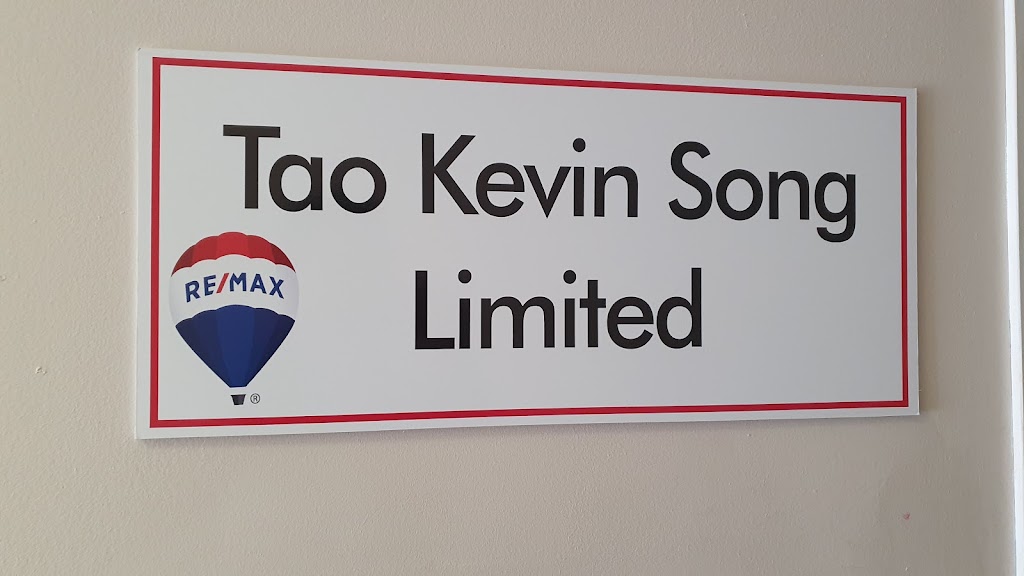 Tao Kevin Song
Limited
RE/MAX
®